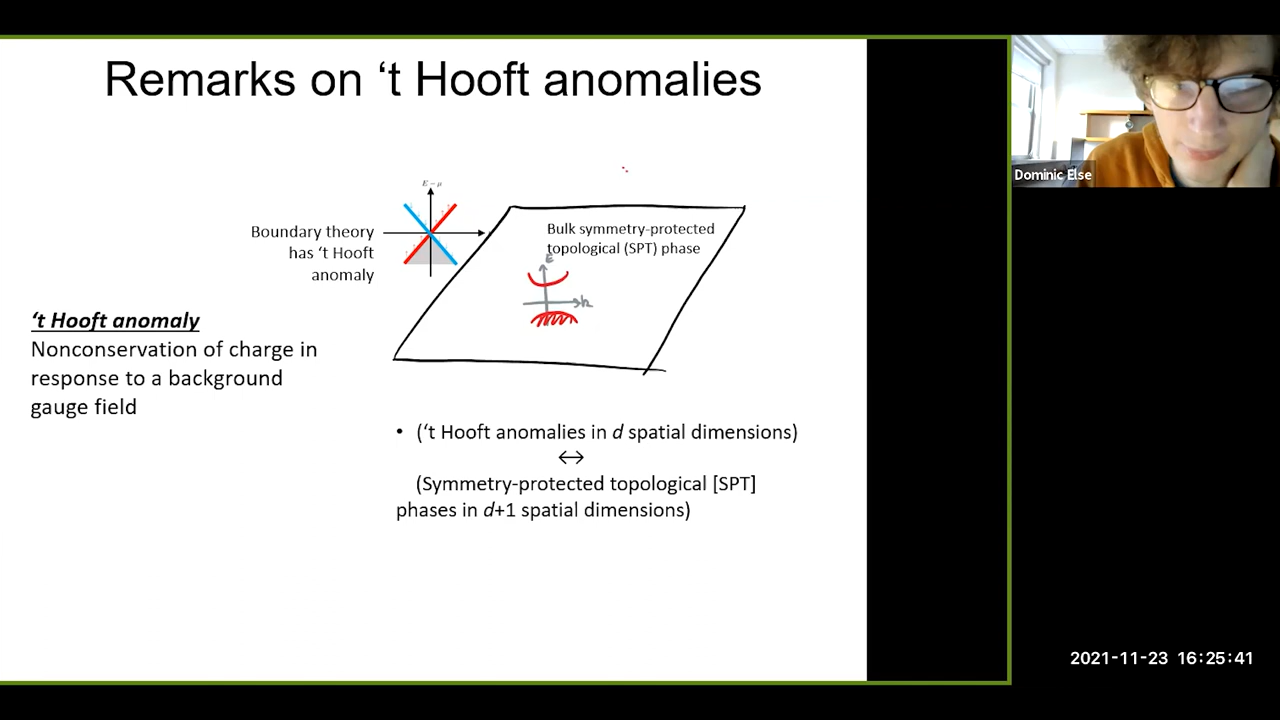 Remarks on ‘t Hooft anomalies
Dominic Else
E − μ
Boundary theory
has ‘t Hooft
anomaly
Bulk symmetry-protected
topological (SPT) phase
E
k
‘t Hooft anomaly
Nonconservation of charge in
response to a background
gauge field
• (‘t Hooft anomalies in d spatial dimensions)
↔
(Symmetry-protected topological [SPT]
phases in d+1 spatial dimensions)
2021-11-23 16:25:41